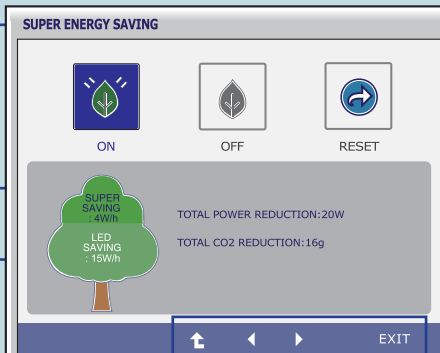 SUPER ENERGY SAVING
ON
OFF
RESET
SUPER
SAVING
: 4W/h
LED
SAVING
: 15W/h
TOTAL POWER REDUCTION:20W
TOTAL CO2 REDUCTION:16g
EXIT